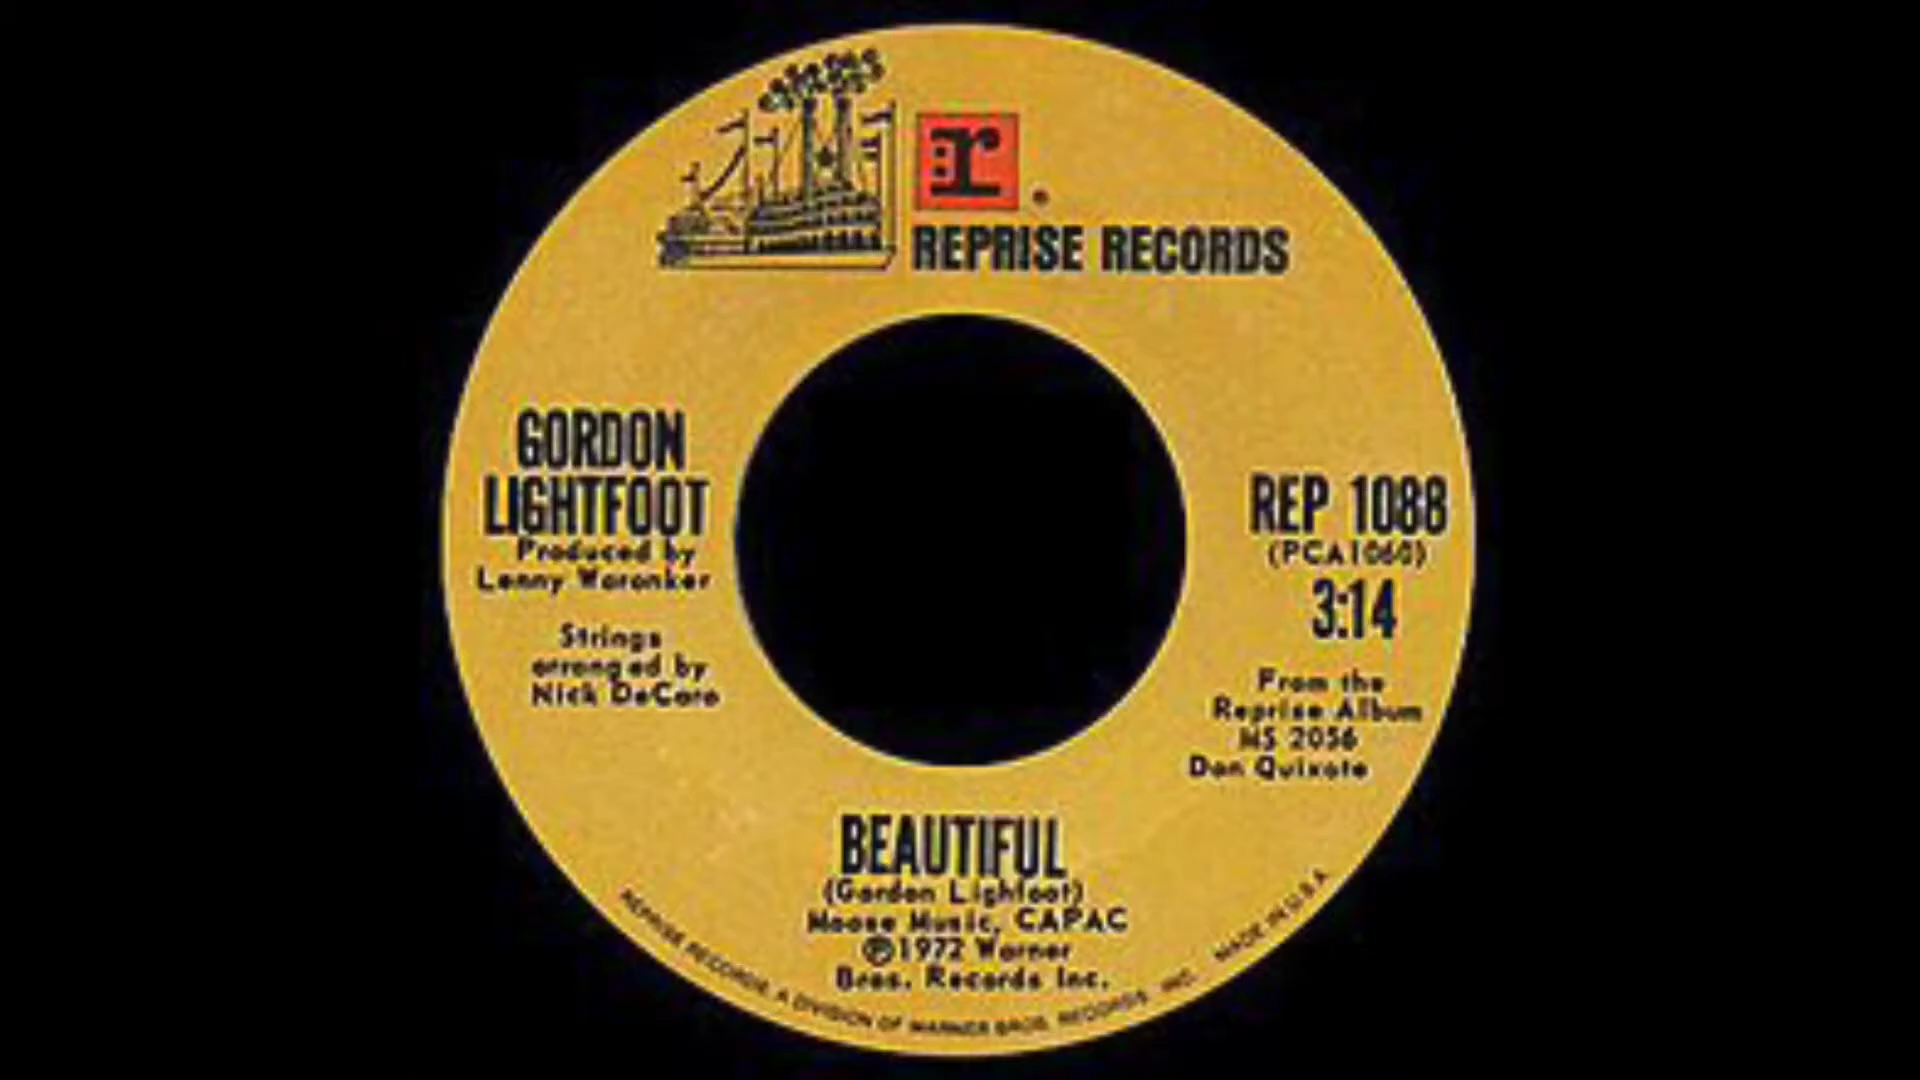 r
REPRISE RECORDS
GORDON
LIGHTFOOT
Produced by
Lenny Waronker
Strings
arranged by
Nick DeCaro
REP 1088
(PCA1060)
3:14
From the
Reprise Album
MS 2056
Don Quixote
BEAUTIFUL
(Gordon Lighfoot)
Moose Music, CAPAC
Ⓟ1972 Warner
Bros. Records Inc.
REPRISE RECORDS, A DIVISION OF WARNER BROS. RECORDS, INC. MADE IN U.S.A.